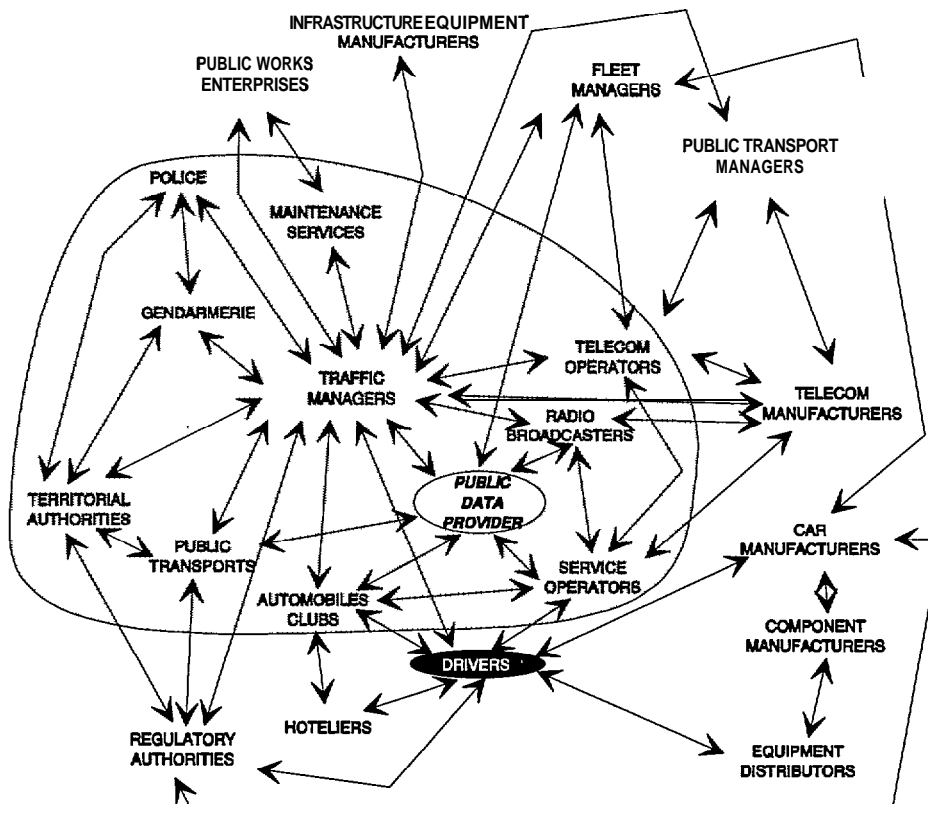 INFRASTRUCTURE EQUIPMENT
MANUFACTURERS
PUBLIC WORKS
ENTERPRISES
FLEET
MANAGERS
PUBLIC TRANSPORT
MANAGERS
POLICE
MAINTENANCE
SERVICES
GENDARMERIE
TRAFFIC
MANAGERS
TELECOM
OPERATORS
TELECOM
MANUFACTURERS
RADIO
BROADCASTERS
PUBLIC
DATA
PROVIDER
TERRITORIAL
AUTHORITIES
PUBLIC
TRANSPORTS
SERVICE
OPERATORS
CAR
MANUFACTURERS
AUTOMOBILES
CLUBS
COMPONENT
MANUFACTURERS
DRIVERS
HOTELIERS
REGULATORY
AUTHORITIES
EQUIPMENT
DISTRIBUTORS